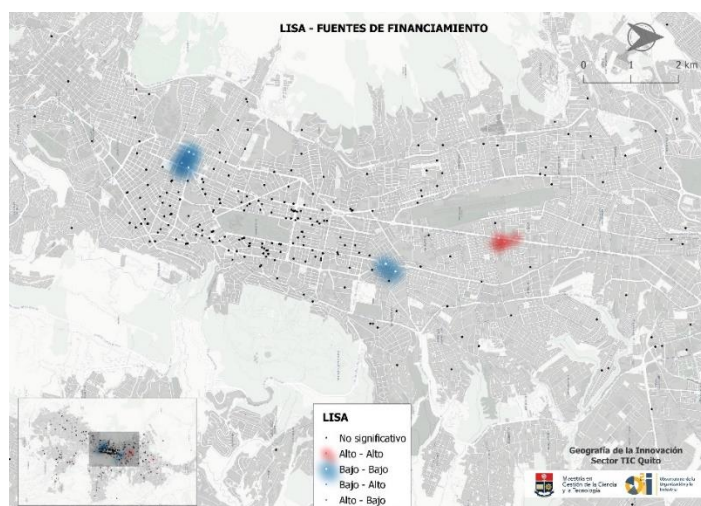 LISA - FUENTES DE FINANCIAMIENTO
0 1 2 km
LISA
No significativo
Alto - Alto
Bajo - Bajo
Bajo - Alto
Alto - Bajo
Geografía de la Innovación
Sector TIC Quito
Maestría en
Gestión de la Ciencia
y la Tecnología